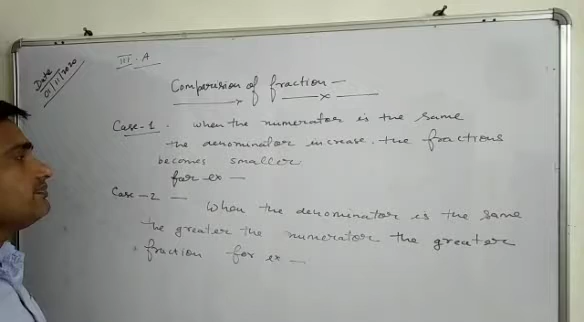 Date
01/11/2020
III. A
Comparision of fraction -
Case-1. When the numerator is the same
the denominator increase. the fractions
becomes smaller
for ex -
Case-2 - When the denominator is the same
the greater the numerator the greater
fraction for ex -